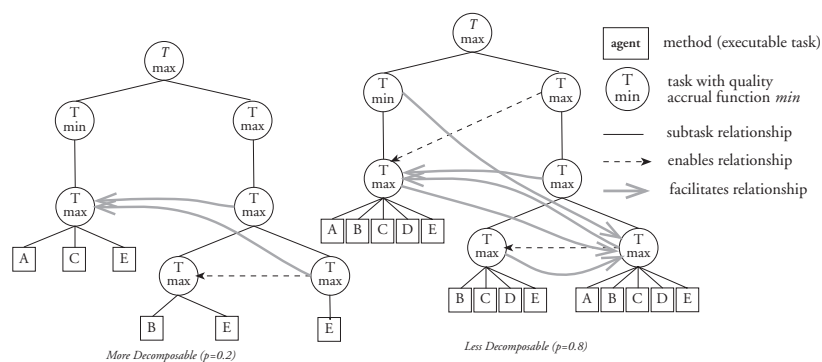 T
max
T
min
T
max
T
max
T
max
A C E
T
max
T
max
B E
E
More Decomposable (p=0.2)
T
max
T
min
T
max
T
max
T
max
A B C D E
T
max
T
max
B C D E
A B C D E
Less Decomposable (p=0.8)
agent method (executable task)
T
min
task with quality
accrual function min
subtask relationship
enables relationship
facilitates relationship